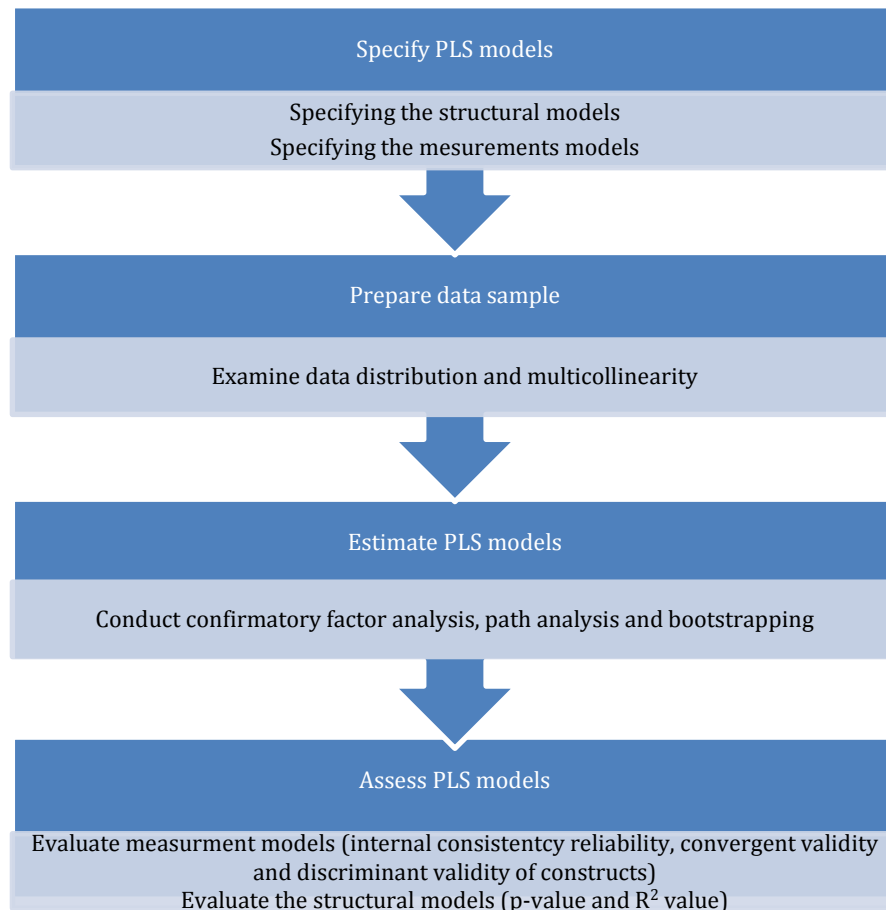 Specify PLS models
Specifying the structural models
Specifying the mesurements models
Prepare data sample
Examine data distribution and multicollinearity
Estimate PLS models
Conduct confirmatory factor analysis, path analysis and bootstrapping
Assess PLS models
Evaluate measurment models (internal consistentcy reliability, convergent validity
and discriminant validity of constructs)
Evaluate the structural models (p-value and R² value)